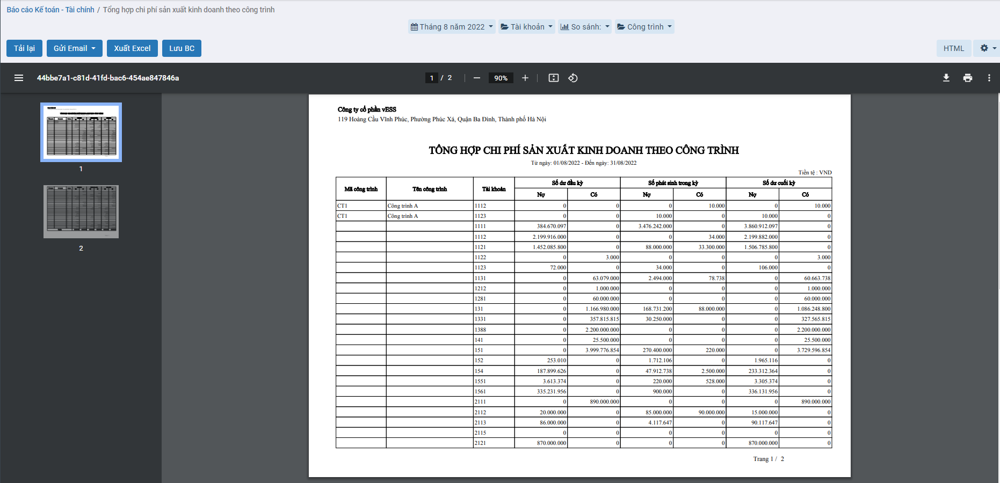 Báo cáo Kế toán - Tài chính / Tổng hợp chi phí sản xuất kinh doanh theo công trình
Tháng 8 năm 2022 Tài khoản So sánh: Công trình
Tải lại Gửi Email Xuất Excel Lưu BC HTML
44bbe7a1-c81d-41fd-bac6-454ae847846a 1 / 2 90%
1
2
Công ty cổ phần vESS
119 Hoàng Cầu Vĩnh Phúc, Phường Phúc Xá, Quận Ba Đình, Thành phố Hà Nội
TỔNG HỢP CHI PHÍ SẢN XUẤT KINH DOANH THEO CÔNG TRÌNH
Từ ngày: 01/08/2022 - Đến ngày: 31/08/2022
Tiền tệ : VND
Mã công trình Tên công trình Tài khoản Số dư đầu kỳ Số phát sinh trong kỳ Số dư cuối kỳ
Nợ Có Nợ Có Nợ Có
CT1 Công trình A 1112 0 0 0 10.000 0 10.000
CT1 Công trình A 1123 0 0 10.000 0 10.000 0
1111 384.670.097 0 3.476.242.000 0 3.860.912.097 0
1112 2.199.916.000 0 0 34.000 2.199.882.000 0
1121 1.452.085.800 0 88.000.000 33.300.000 1.506.785.800 0
1122 0 3.000 0 0 0 3.000
1123 72.000 0 34.000 0 106.000 0
1131 0 63.079.000 2.494.000 78.738 0 60.663.738
1212 0 1.000.000 0 0 0 1.000.000
1281 0 60.000.000 0 0 0 60.000.000
131 0 1.166.980.000 168.731.200 88.000.000 0 1.086.248.800
1331 0 357.815.815 30.250.000 0 0 327.565.815
1388 0 2.200.000.000 0 0 0 2.200.000.000
141 0 25.500.000 0 0 0 25.500.000
151 0 3.999.776.854 270.400.000 220.000 0 3.729.596.854
152 253.010 0 1.712.106 0 1.965.116 0
154 187.899.626 0 47.912.738 2.500.000 233.312.364 0
1551 3.613.374 0 220.000 528.000 3.305.374 0
1561 335.231.956 0 900.000 0 336.131.956 0
2111 0 890.000.000 0 0 0 890.000.000
2112 20.000.000 0 85.000.000 90.000.000 15.000.000 0
2113 86.000.000 0 4.117.647 0 90.117.647 0
2115 0 0 0 0 0 0
2121 870.000.000 0 0 0 870.000.000 0
Trang 1 / 2